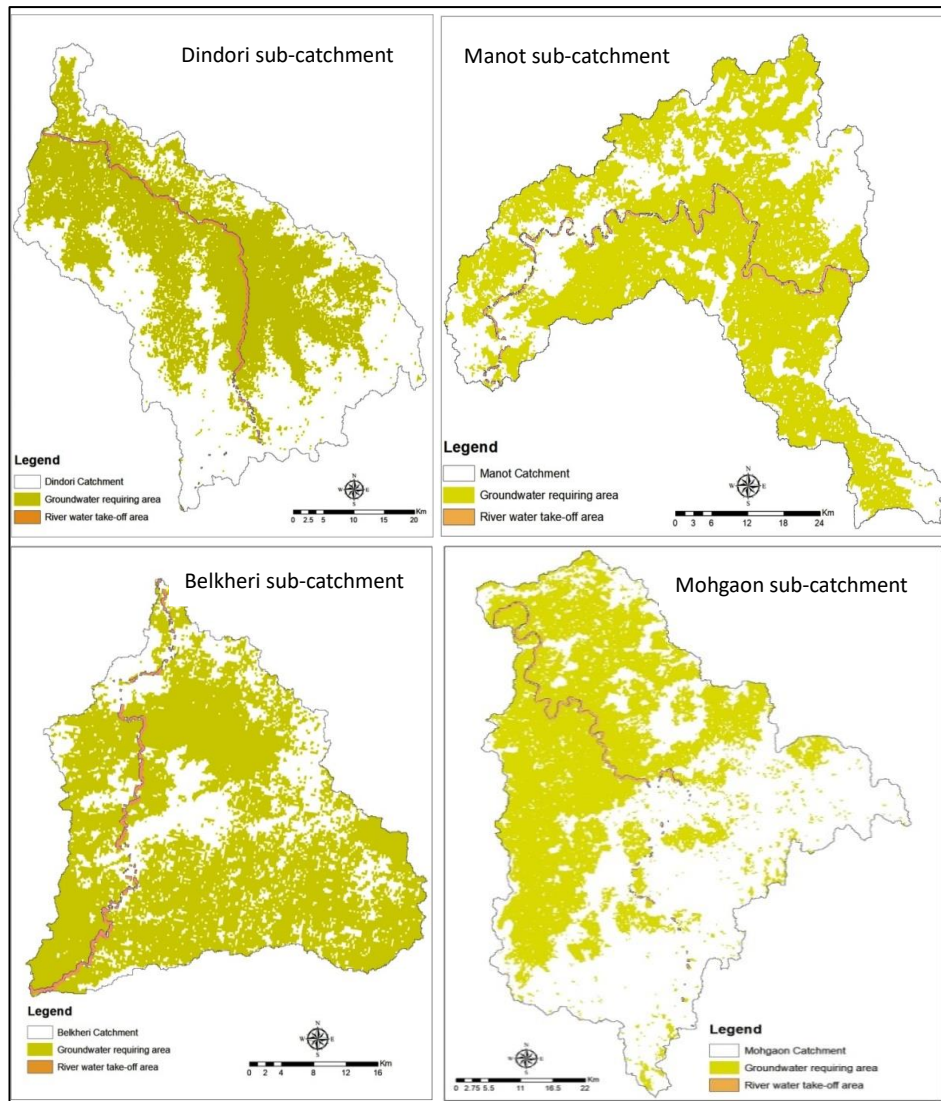 Dindori sub-catchment
Legend
Dindori Catchment
Groundwater requiring area
River water take-off area
N
W E
S
Km
0 2.5 5 10 15 20
Manot sub-catchment
Legend
Manot Catchment
Groundwater requiring area
River water take-off area
N
W E
S
Km
0 3 6 12 18 24
Belkheri sub-catchment
Legend
Belkheri Catchment
Groundwater requiring area
River water take-off area
N
W E
S
Km
0 2 4 8 12 16
Mohgaon sub-catchment
Legend
Mohgaon Catchment
Groundwater requiring area
River water take-off area
N
W E
S
Km
0 2.75 5.5 11 16.5 22